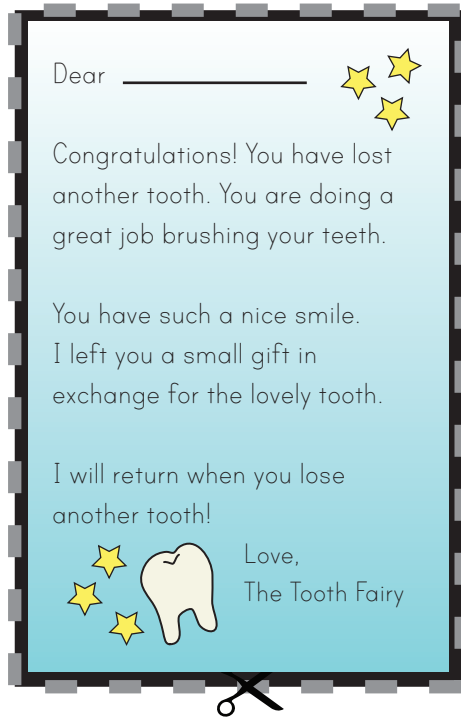 Dear
Congratulations! You have lost
another tooth. You are doing a
great job brushing your teeth.
You have such a nice smile.
I left you a small gift in
exchange for the lovely tooth.
I will return when you lose
another tooth!
Love,
The Tooth Fairy